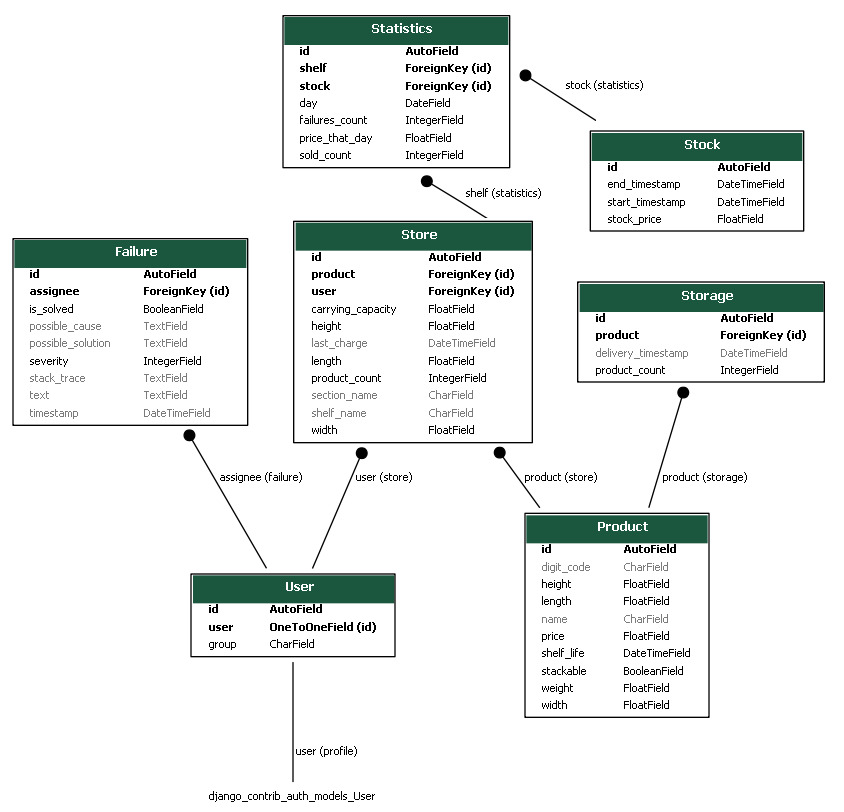 Statistics
id AutoField
shelf ForeignKey (id)
stock ForeignKey (id)
day DateField
failures_count IntegerField
price_that_day FloatField
sold_count IntegerField
stock (statistics)
Stock
id AutoField
end_timestamp DateTimeField
start_timestamp DateTimeField
stock_price FloatField
shelf (statistics)
Failure
id AutoField
assignee ForeignKey (id)
is_solved BooleanField
possible_cause TextField
possible_solution TextField
severity IntegerField
stack_trace TextField
text TextField
timestamp DateTimeField
Store
id AutoField
product ForeignKey (id)
user ForeignKey (id)
carrying_capacity FloatField
height FloatField
last_charge DateTimeField
length FloatField
product_count IntegerField
section_name CharField
shelf_name CharField
width FloatField
Storage
id AutoField
product ForeignKey (id)
delivery_timestamp DateTimeField
product_count IntegerField
assignee (failure)
user (store)
product (store)
product (storage)
User
id AutoField
user OneToOneField (id)
group CharField
Product
id AutoField
digit_code CharField
height FloatField
length FloatField
name CharField
price FloatField
shelf_life DateTimeField
stackable BooleanField
weight FloatField
width FloatField
user (profile)
django_contrib_auth_models_User